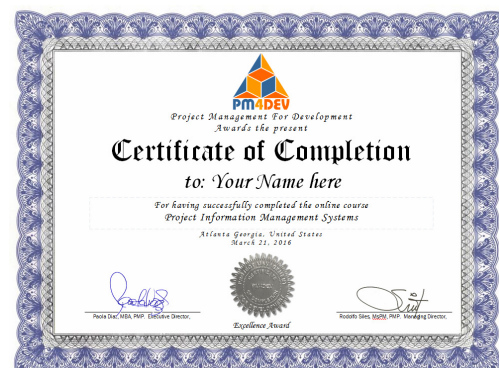 PM4DEV
Project Management For Development
Awards the present
Certificate of Completion
to: Your Name here
For having successfully completed the online course
Project Information Management Systems
Atlanta Georgia, United States
March 21, 2016
Paola Diaz, MBA, PMP. Executive Director,
Rodolfo Siles, MsPM, PMP. Managing Director,
Excellence Award